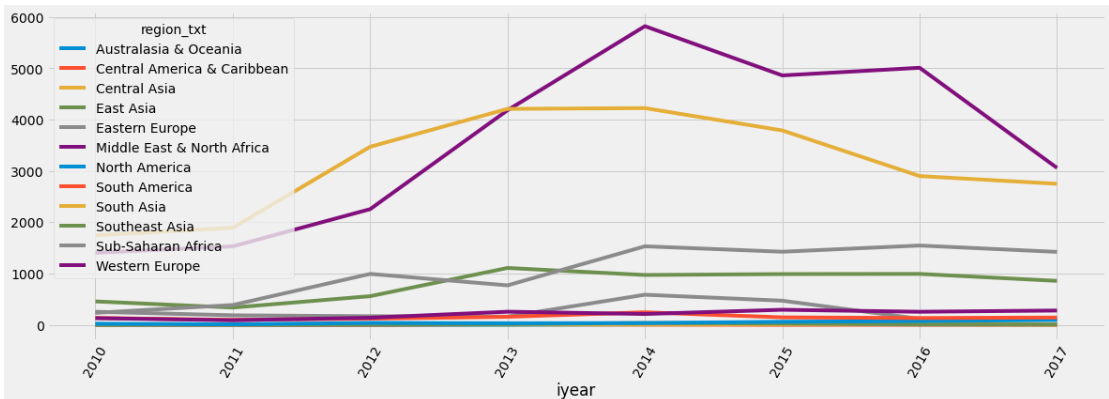 6000
5000
4000
3000
2000
1000
0
region_txt
Australasia & Oceania
Central America & Caribbean
Central Asia
East Asia
Eastern Europe
Middle East & North Africa
North America
South America
South Asia
Southeast Asia
Sub-Saharan Africa
Western Europe
2010
2011
2012
2013
2014
2015
2016
2017
iyear